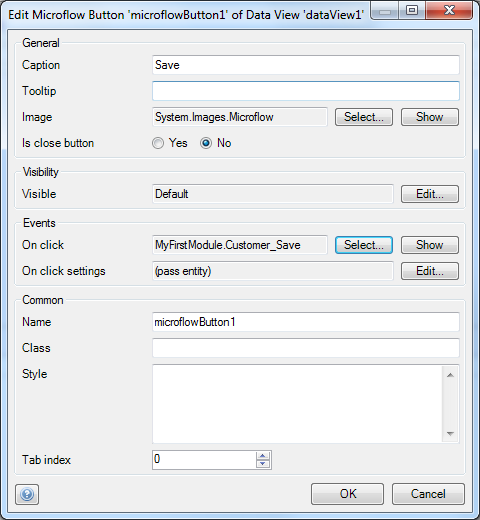 Edit Microflow Button 'microflowButton1' of Data View 'dataView1'
General
Caption Save
Tooltip
Image System.Images.Microflow Select... Show
Is close button Yes No
Visibility
Visible Default Edit...
Events
On click MyFirstModule.Customer_Save Select... Show
On click settings (pass entity) Edit...
Common
Name microflowButton1
Class
Style
Tab index 0
? OK Cancel